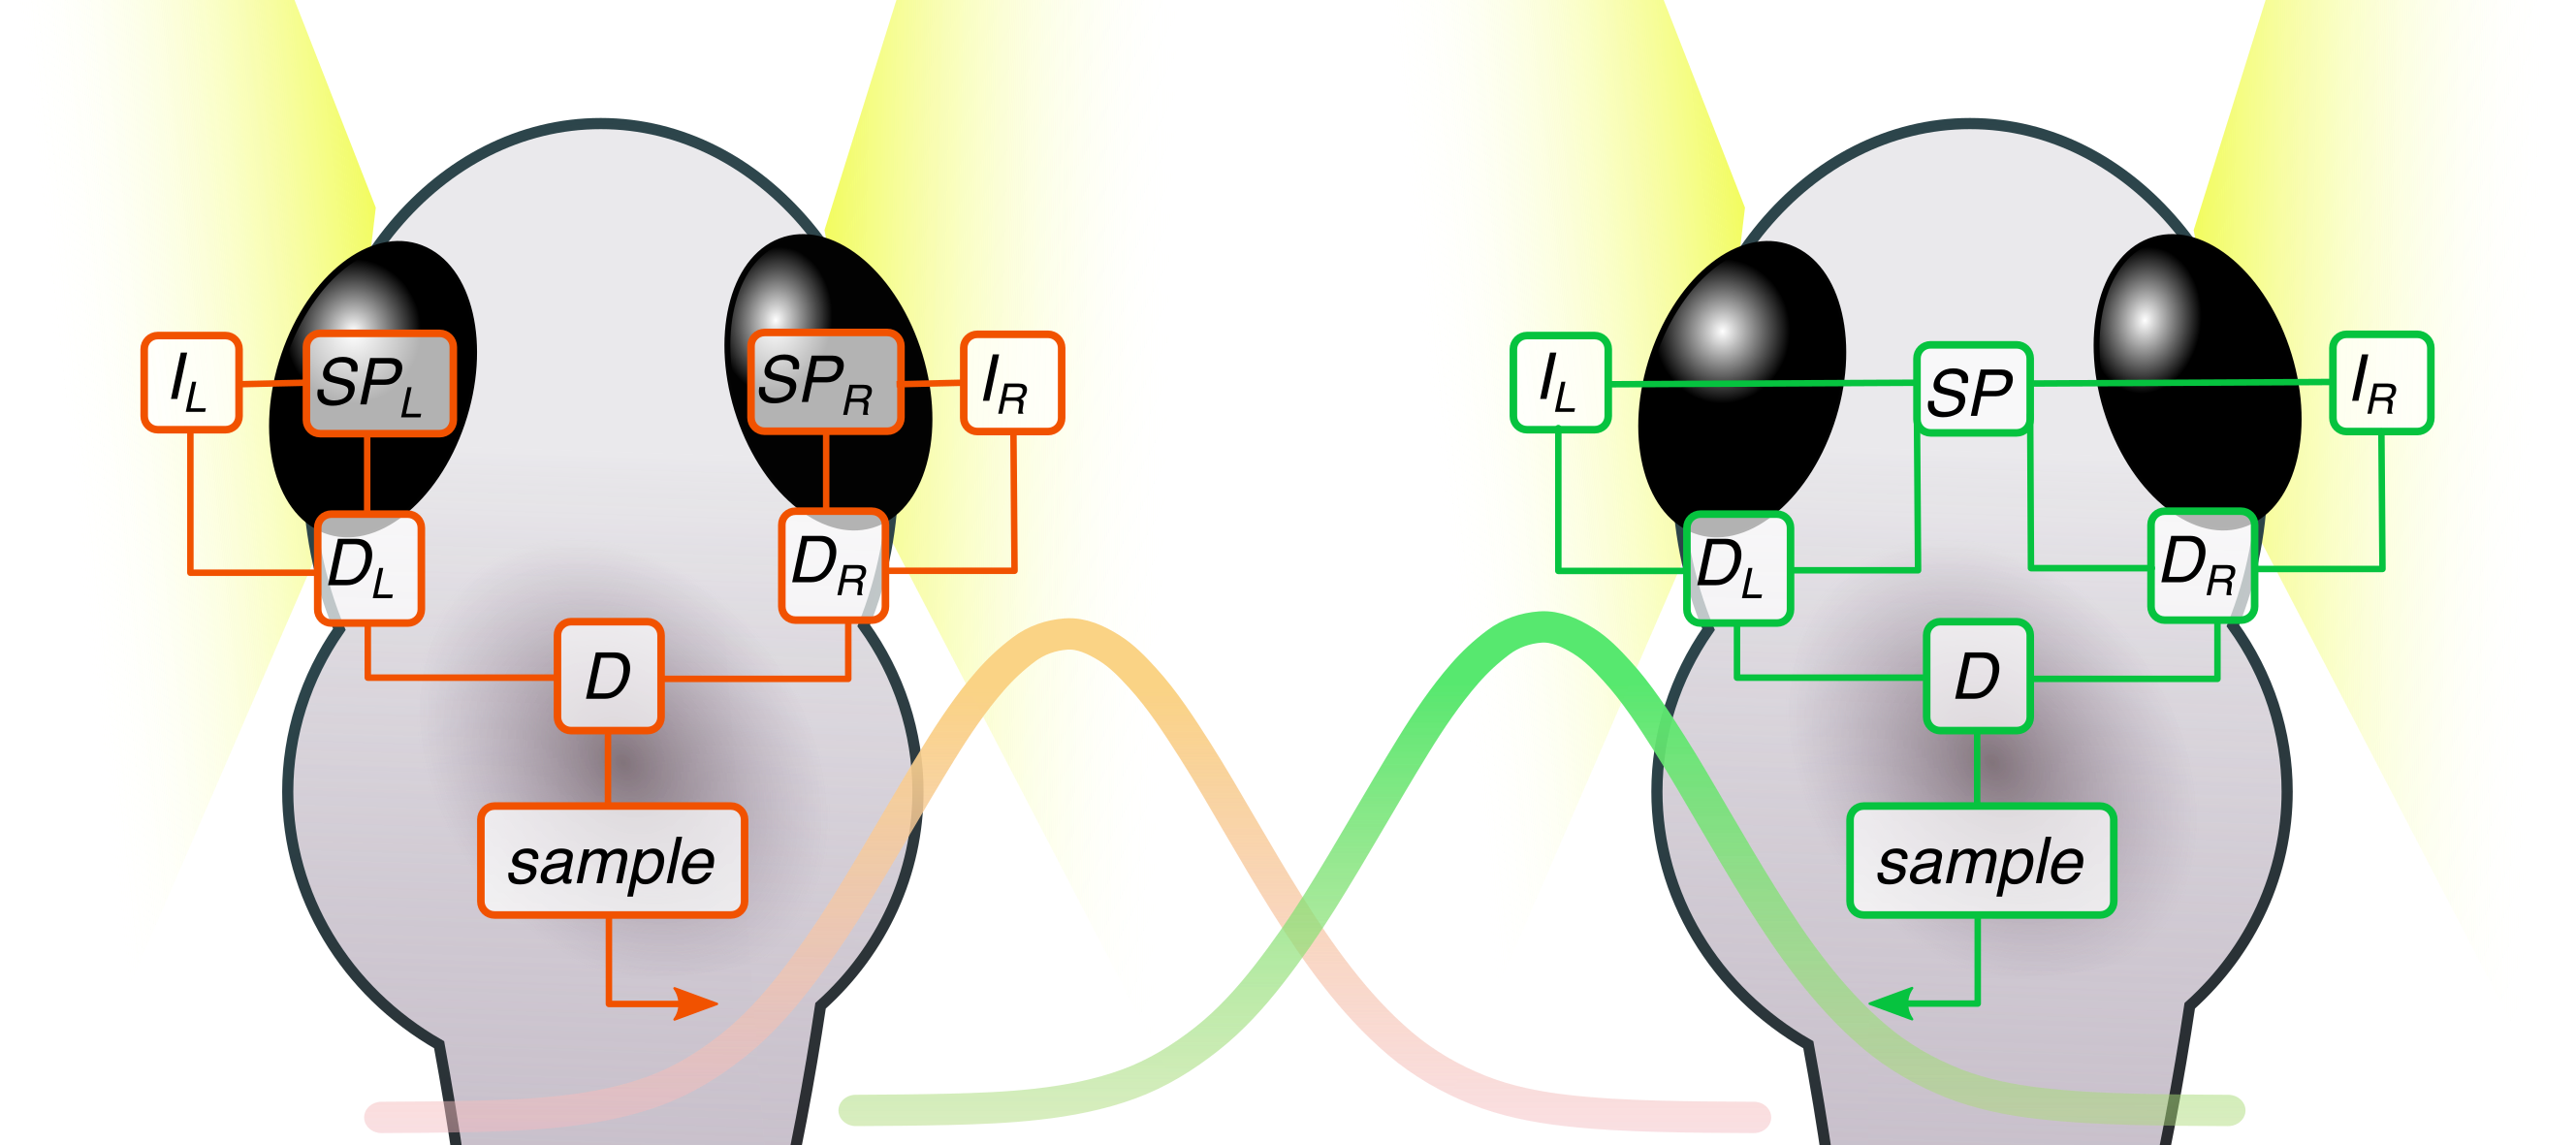 I_L SP_L SP_R I_R
D_L D_R
D
sample
I_L SP I_R
D_L D_R
D
sample